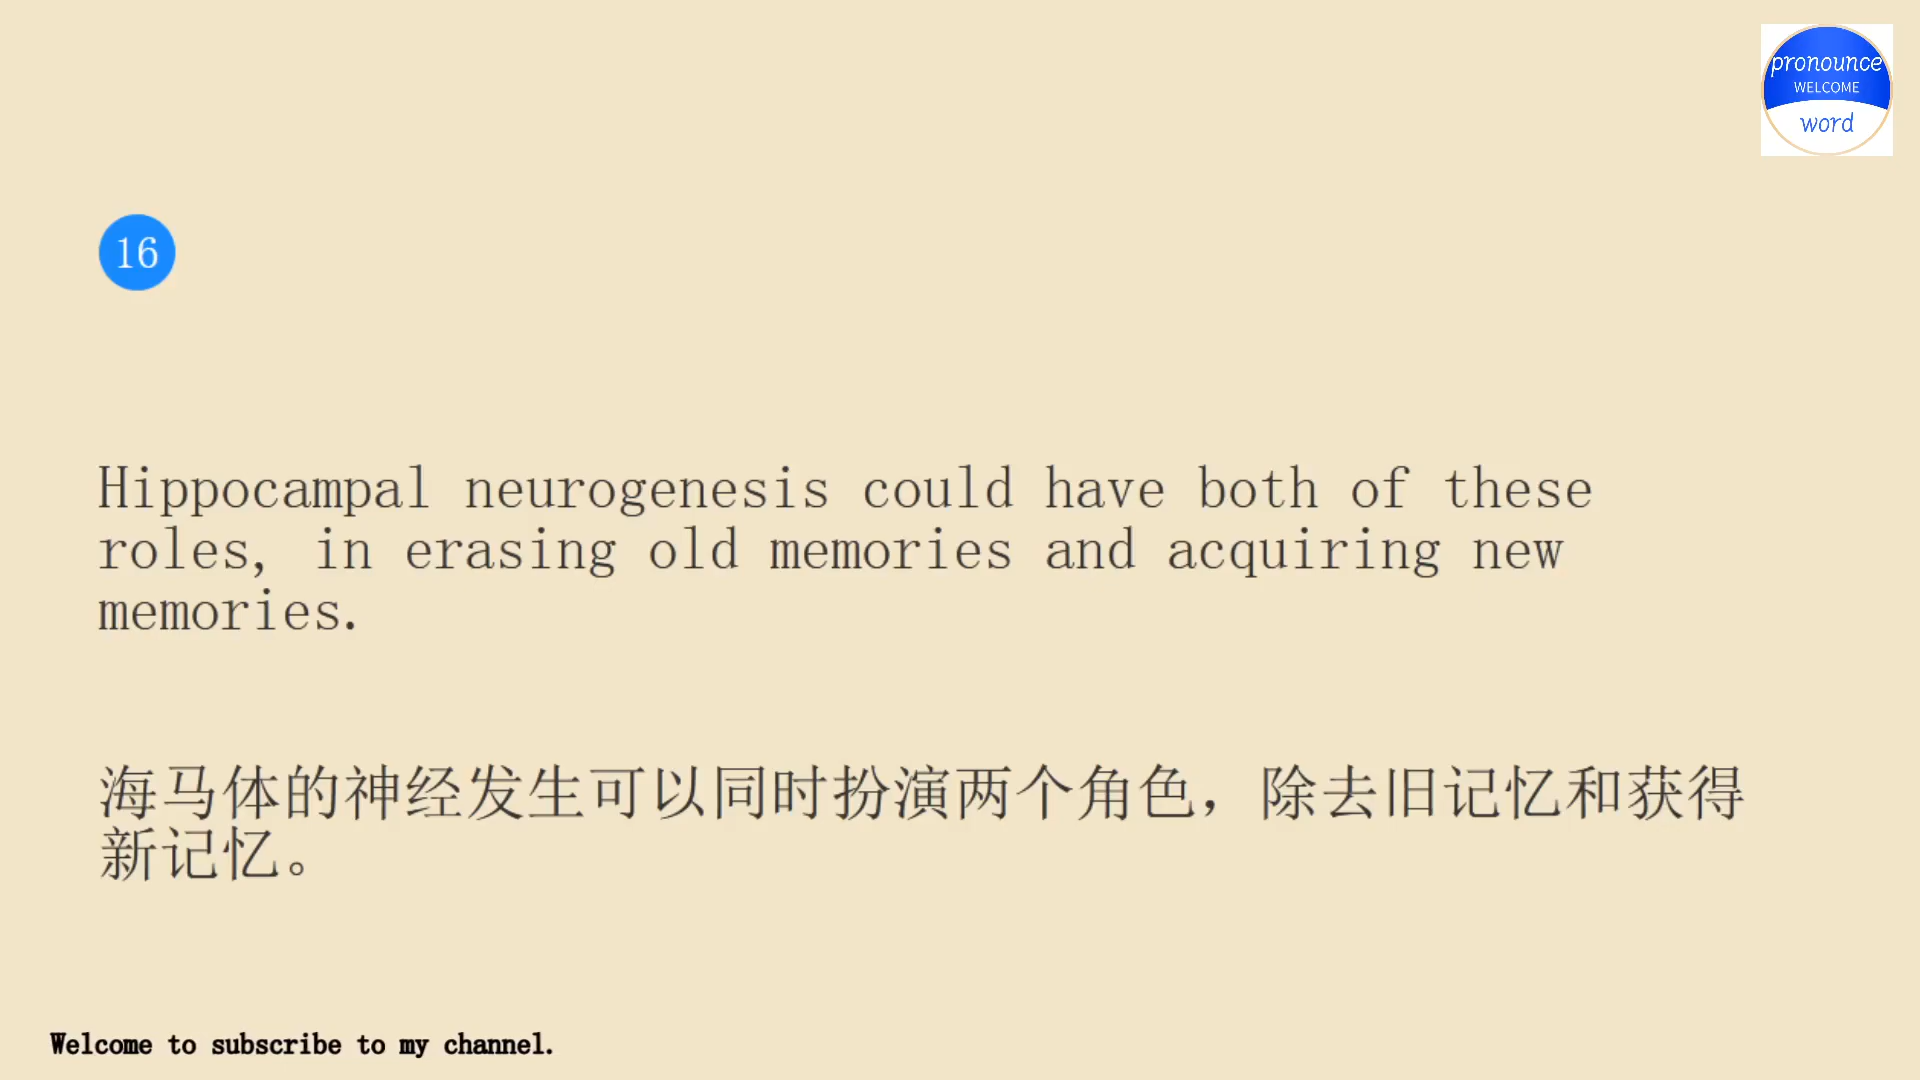 pronounce
WELCOME
word
16
Hippocampal neurogenesis could have both of these
roles, in erasing old memories and acquiring new
memories.
海马体的神经发生可以同时扮演两个角色，除去旧记忆和获得
新记忆。
Welcome to subscribe to my channel.